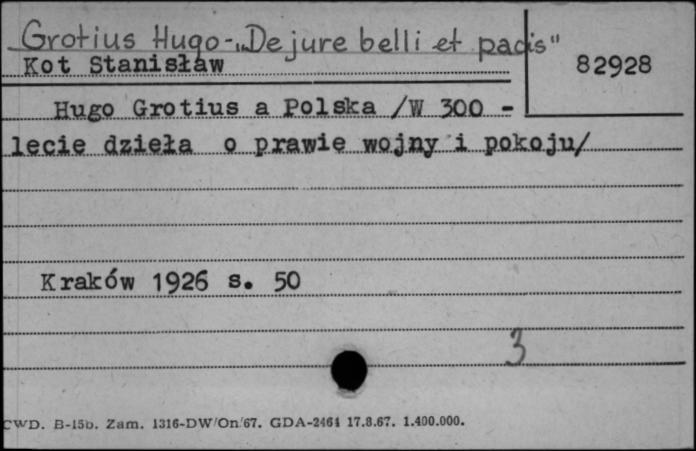 Grotius Hugo - „De jure belli et pacis"
Kot Stanisław
82928
Hugo Grotius a Polska /W 300 -
lecie dzieła o prawie wojny i pokoju/
Kraków 1926 s. 50
3
CWD. B-15b. Zam. 1316-DW/On/67. GDA-2461 17.8.67. 1.400.000.